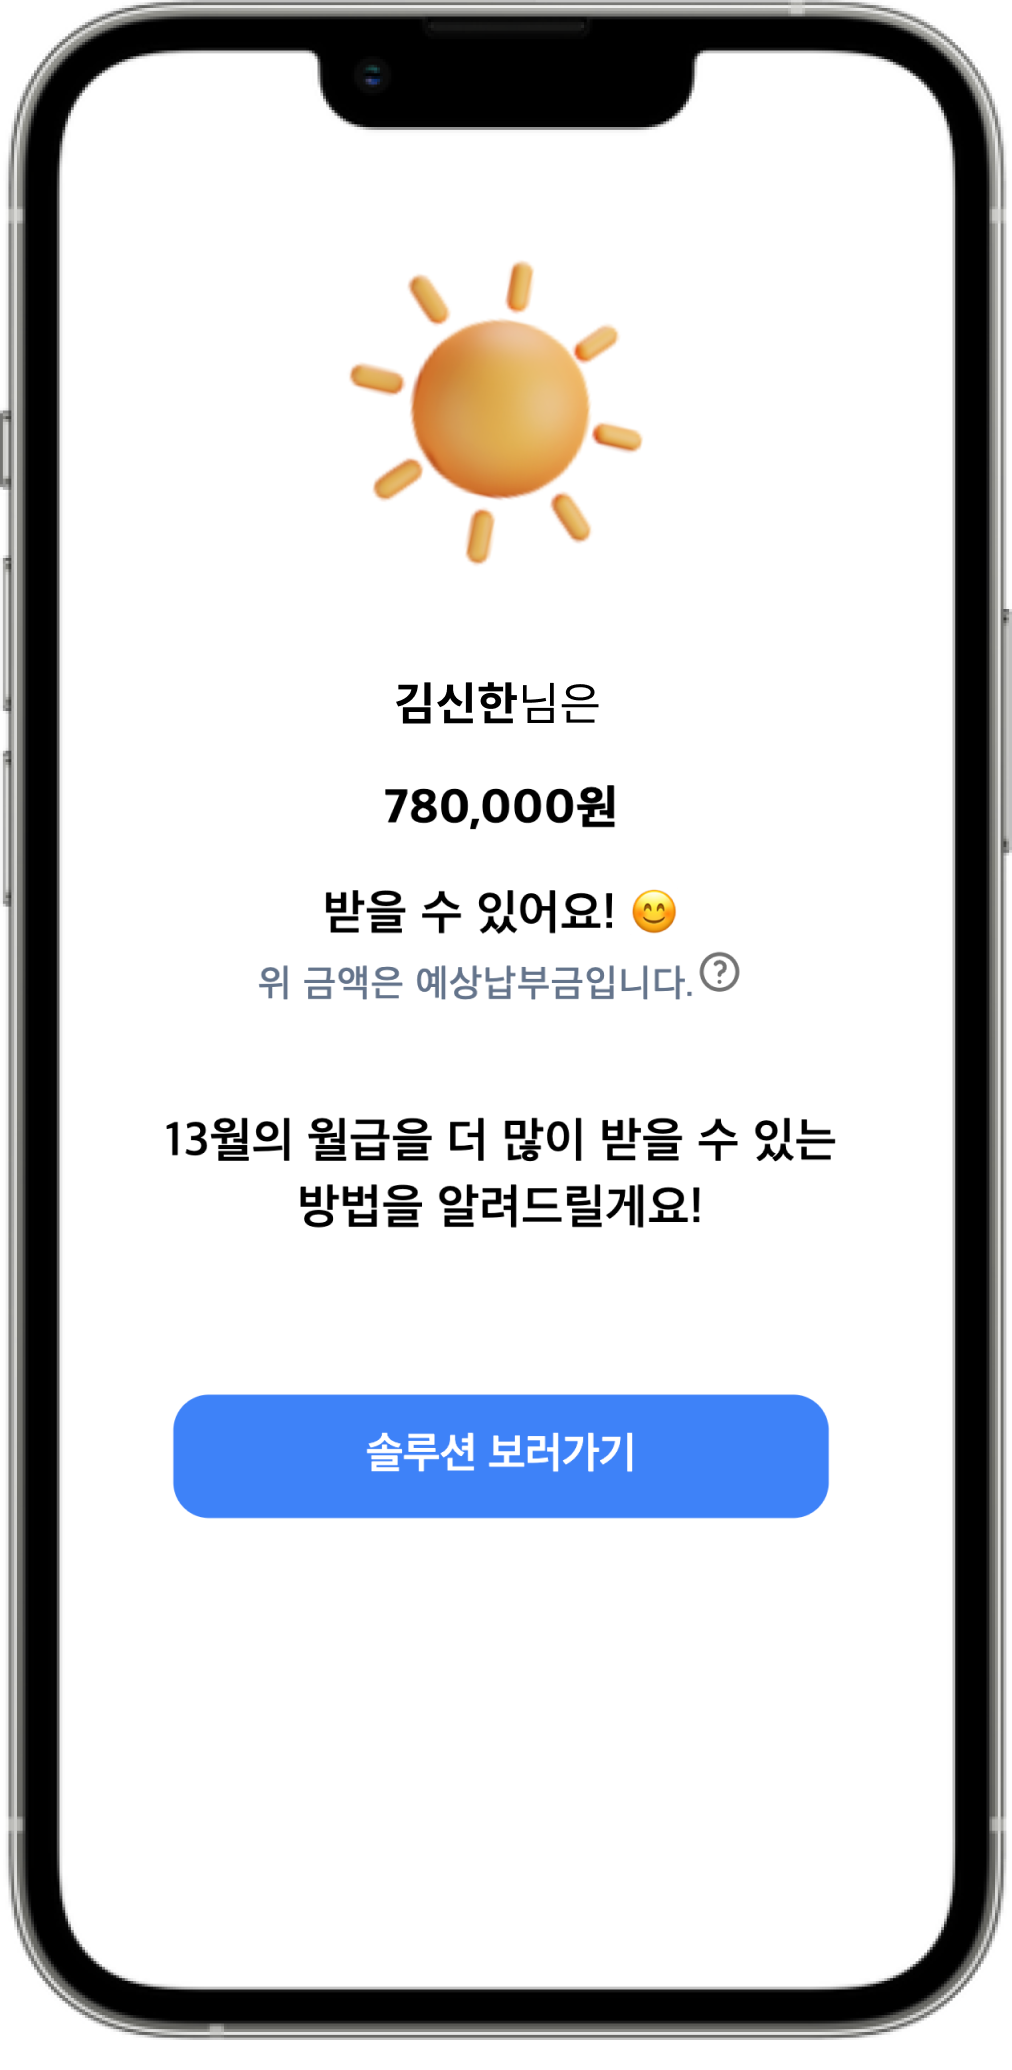 김신한님은
780,000원
받을 수 있어요! 😊
위 금액은 예상납부금입니다. ?
13월의 월급을 더 많이 받을 수 있는
방법을 알려드릴게요!
솔루션 보러가기